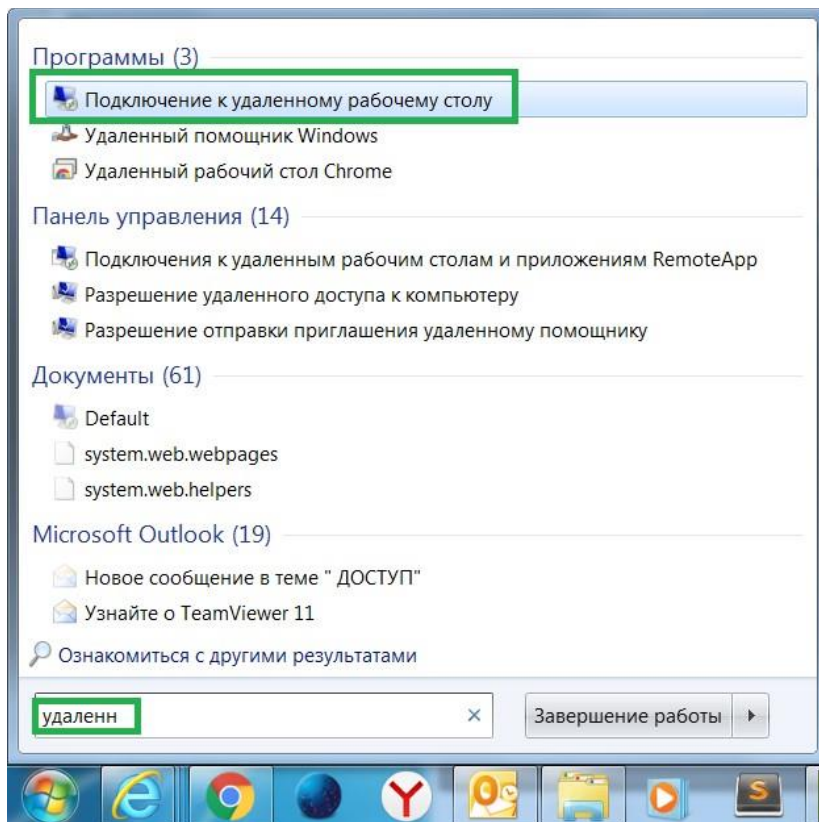 Программы (3)
Подключение к удаленному рабочему столу
Удаленный помощник Windows
Удаленный рабочий стол Chrome
Панель управления (14)
Подключения к удаленным рабочим столам и приложениям RemoteApp
Разрешение удаленного доступа к компьютеру
Разрешение отправки приглашения удаленному помощнику
Документы (61)
Default
system.web.webpages
system.web.helpers
Microsoft Outlook (19)
Новое сообщение в теме " ДОСТУП"
Узнайте о TeamViewer 11
Ознакомиться с другими результатами
удаленн
Завершение работы